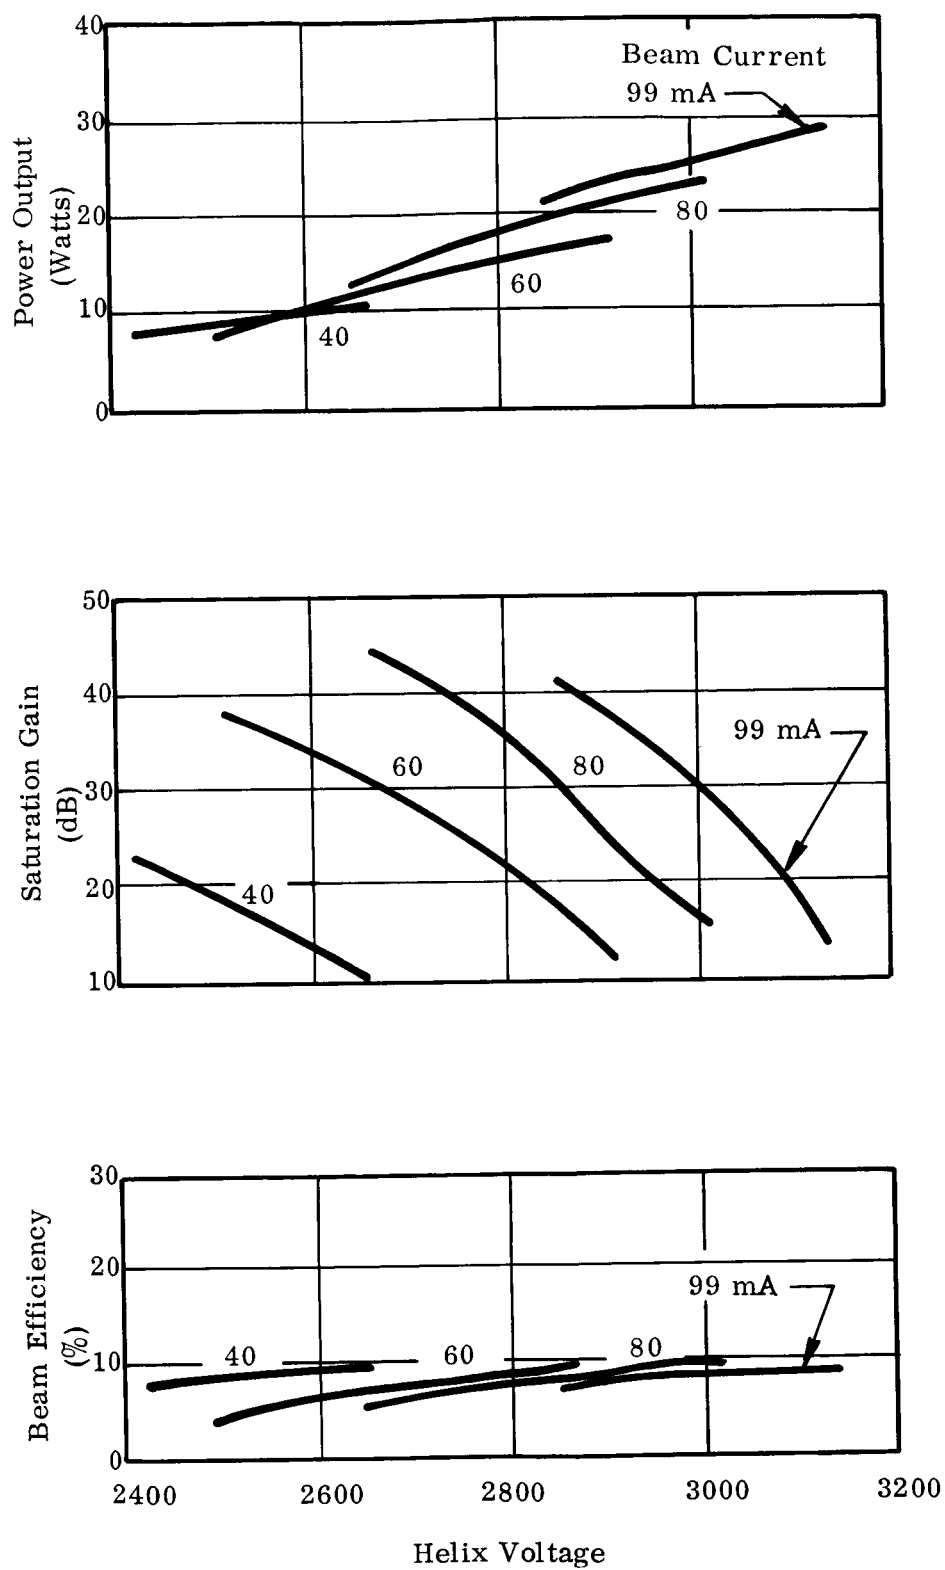 40
30
20
10
0
Power Output
(Watts)
Beam Current
99 mA
80
60
40
50
40
30
20
10
Saturation Gain
(dB)
99 mA
60
80
40
30
20
10
0
Beam Efficiency
(%)
99 mA
40
60
80
2400
2600
2800
3000
3200
Helix Voltage